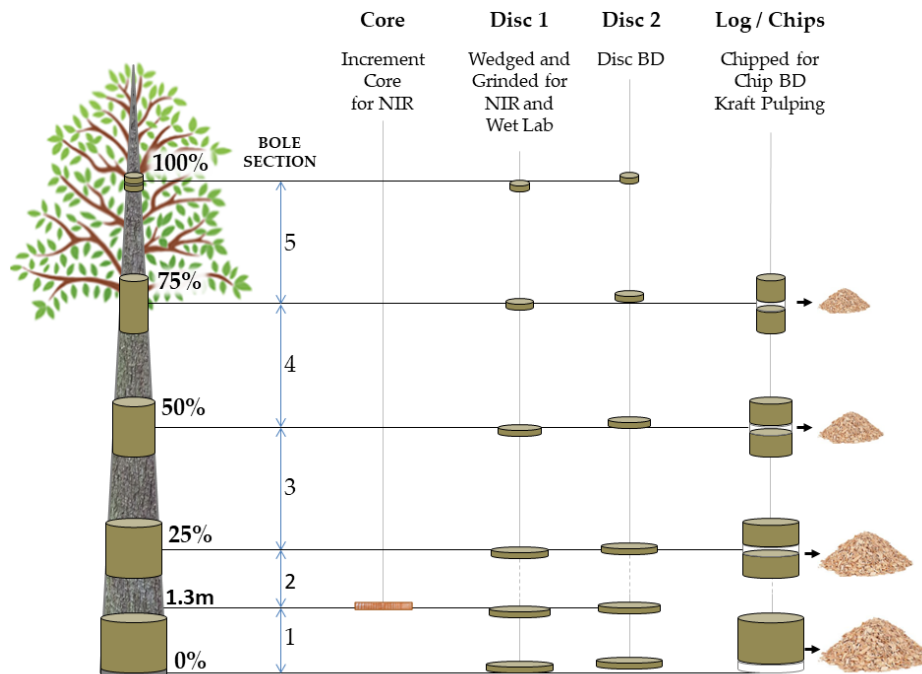 Core
Disc 1
Disc 2
Log / Chips
Increment
Core
for NIR
Wedged and
Grinded for
NIR and
Wet Lab
Disc BD
Chipped for
Chip BD
Kraft Pulping
BOLE
SECTION
100%
5
75%
4
50%
3
25%
2
1.3m
1
0%